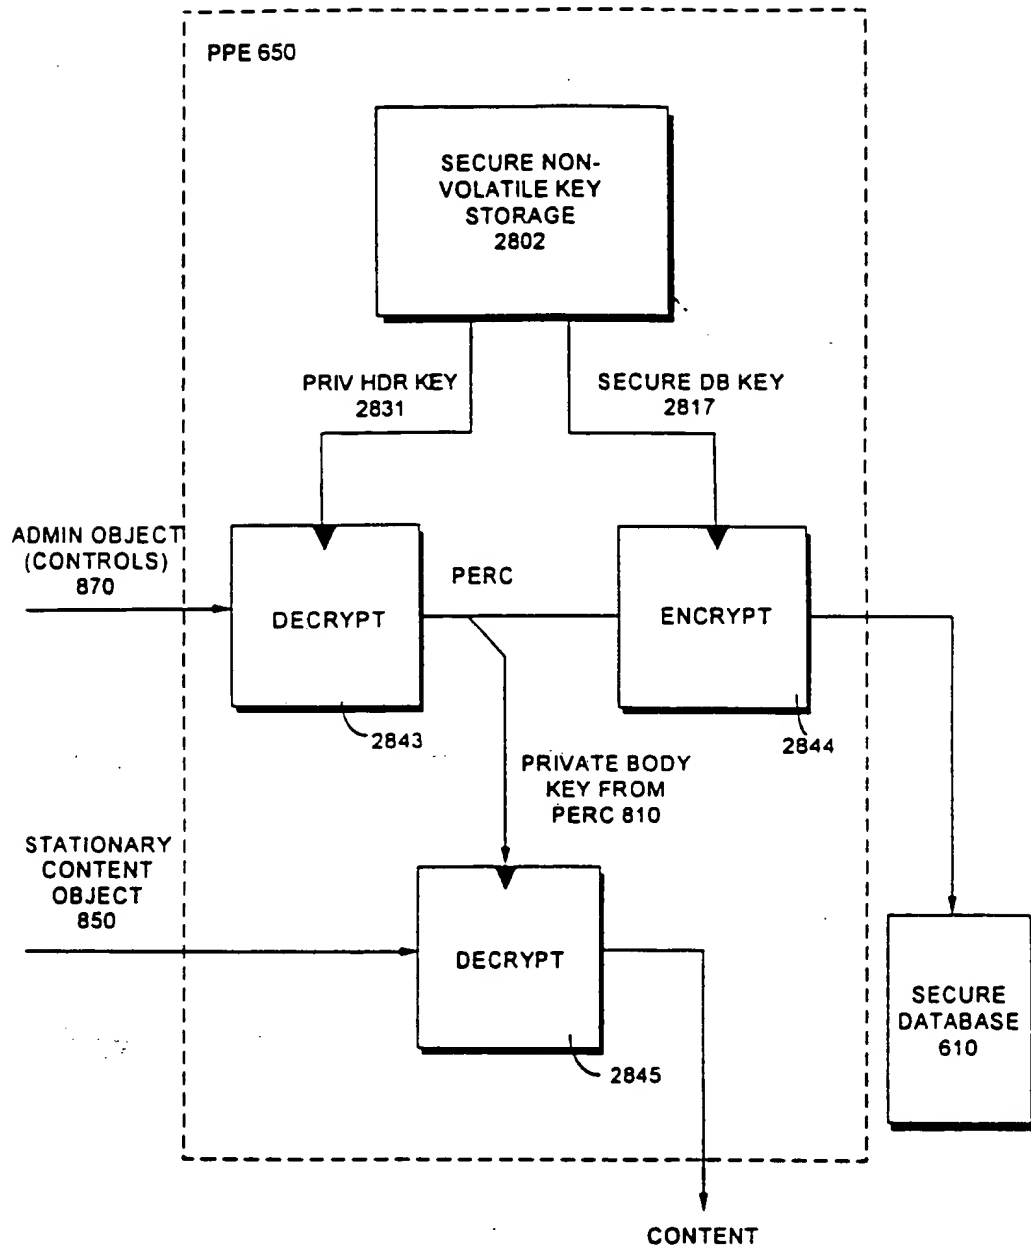 PPE 650
SECURE NON-
VOLATILE KEY
STORAGE
2802
PRIV HDR KEY
2831
SECURE DB KEY
2817
ADMIN OBJECT
(CONTROLS)
870
DECRYPT
PERC
ENCRYPT
2843
2844
PRIVATE BODY
KEY FROM
PERC 810
STATIONARY
CONTENT
OBJECT
850
DECRYPT
SECURE
DATABASE
610
2845
CONTENT